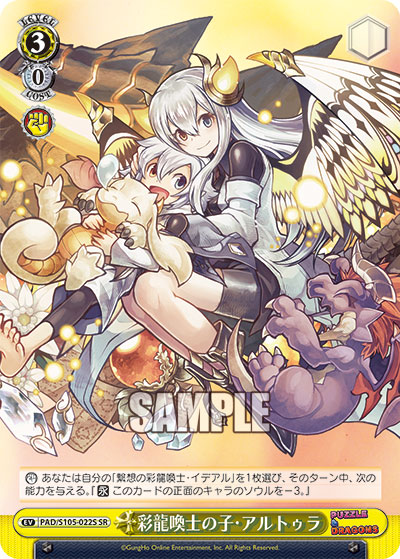 LEVEL
3
0
COST
SAMPLE
あなたは自分の「繋想の彩龍喚士・イデアル」を1枚選び、そのターン中、次の
能力を与える。『【永】 このカードの正面のキャラのソウルを－3。』
EV PAD/S105-022S SR
彩龍喚士の子・アルトゥラ
PUZZLE & DRAGONS
©GungHo Online Entertainment, Inc. All Rights Reserved.